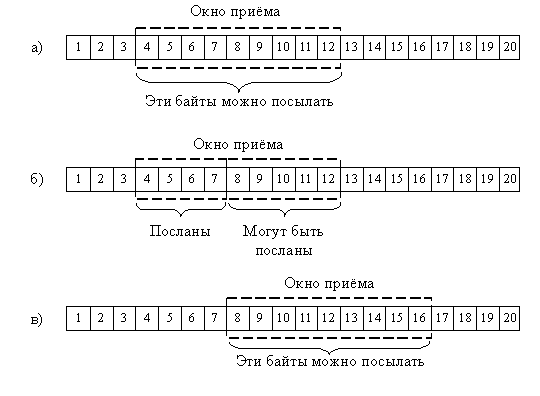 Окно приёма
а) 1 2 3 4 5 6 7 8 9 10 11 12 13 14 15 16 17 18 19 20
Эти байты можно посылать
Окно приёма
б) 1 2 3 4 5 6 7 8 9 10 11 12 13 14 15 16 17 18 19 20
Посланы Могут быть
посланы
Окно приёма
в) 1 2 3 4 5 6 7 8 9 10 11 12 13 14 15 16 17 18 19 20
Эти байты можно посылать